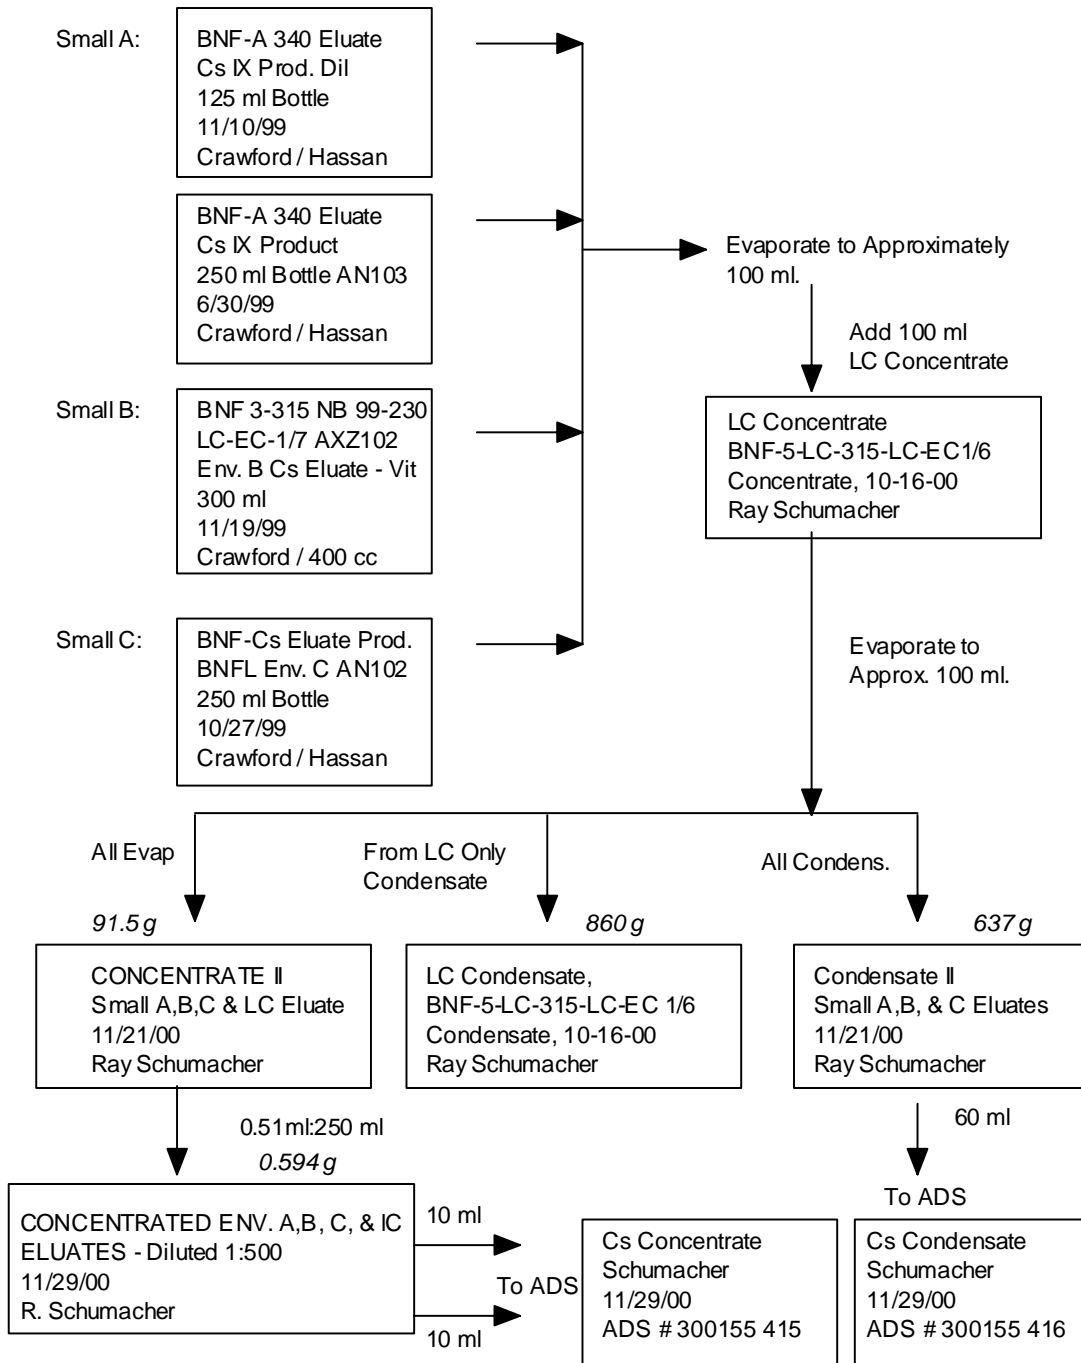 Small A:
BNF-A 340 Eluate
Cs IX Prod. Dil
125 ml Bottle
11/10/99
Crawford / Hassan
BNF-A 340 Eluate
Cs IX Product
250 ml Bottle AN103
6/30/99
Crawford / Hassan
Evaporate to Approximately
100 ml.
Add 100 ml
LC Concentrate
Small B:
BNF 3-315 NB 99-230
LC-EC-1/7 AXZ102
Env. B Cs Eluate - Vit
300 ml
11/19/99
Crawford / 400 cc
LC Concentrate
BNF-5-LC-315-LC-EC1/6
Concentrate, 10-16-00
Ray Schumacher
Small C:
BNF-Cs Eluate Prod.
BNFL Env. C AN102
250 ml Bottle
10/27/99
Crawford / Hassan
Evaporate to
Approx. 100 ml.
All Evap
From LC Only
Condensate
All Condens.
91.5 g
860 g
637 g
CONCENTRATE II
Small A,B,C & LC Eluate
11/21/00
Ray Schumacher
LC Condensate,
BNF-5-LC-315-LC-EC 1/6
Condensate, 10-16-00
Ray Schumacher
Condensate II
Small A,B, & C Eluates
11/21/00
Ray Schumacher
0.51ml:250 ml
0.594 g
60 ml
To ADS
CONCENTRATED ENV. A,B, C, & IC
ELUATES - Diluted 1:500
11/29/00
R. Schumacher
10 ml
To ADS
10 ml
Cs Concentrate
Schumacher
11/29/00
ADS # 300155 415
Cs Condensate
Schumacher
11/29/00
ADS # 300155 416